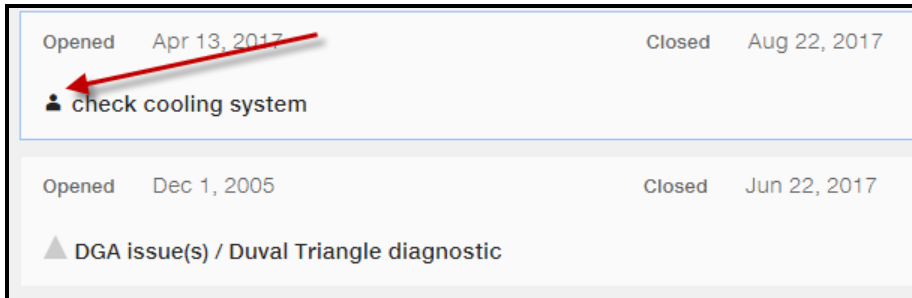 Opened Apr 13, 2017 Closed Aug 22, 2017
check cooling system
Opened Dec 1, 2005 Closed Jun 22, 2017
DGA issue(s) / Duval Triangle diagnostic